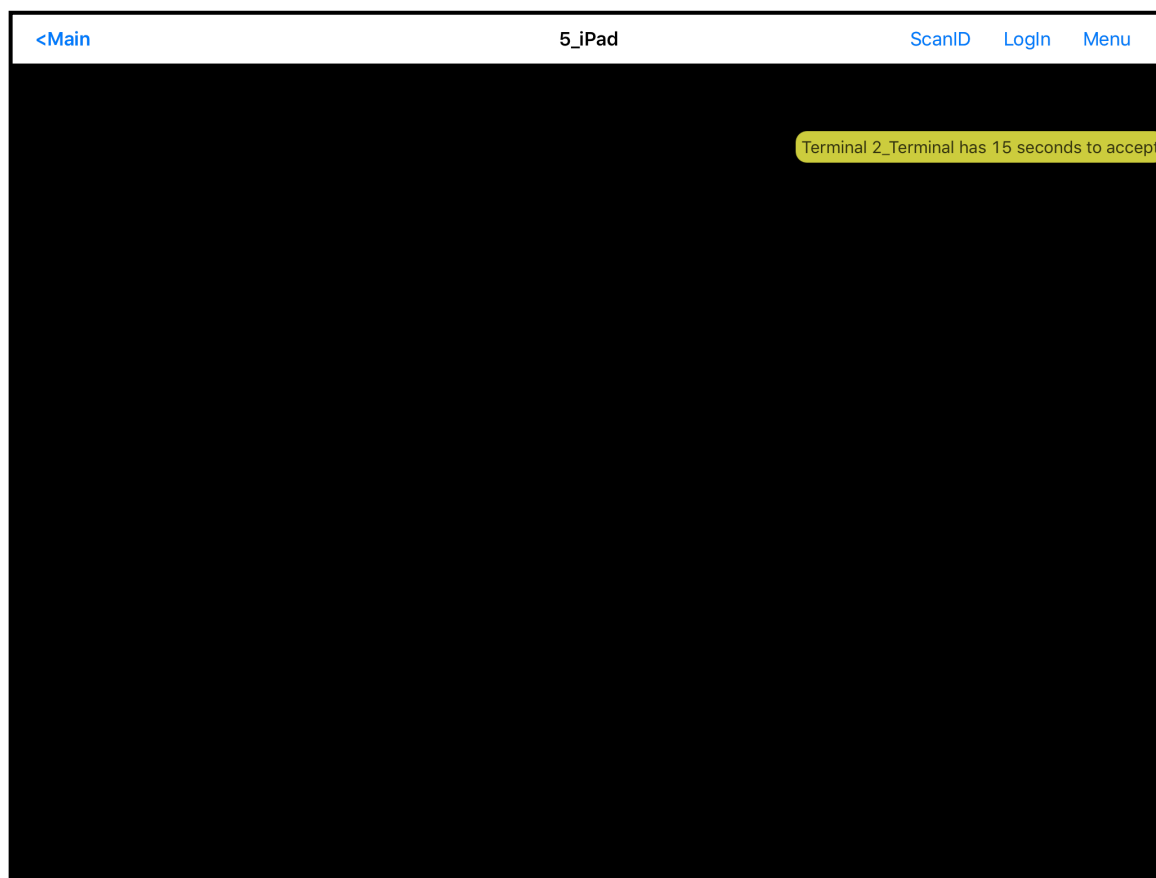 <Main 5_iPad ScanID LogIn Menu
Terminal 2_Terminal has 15 seconds to accept